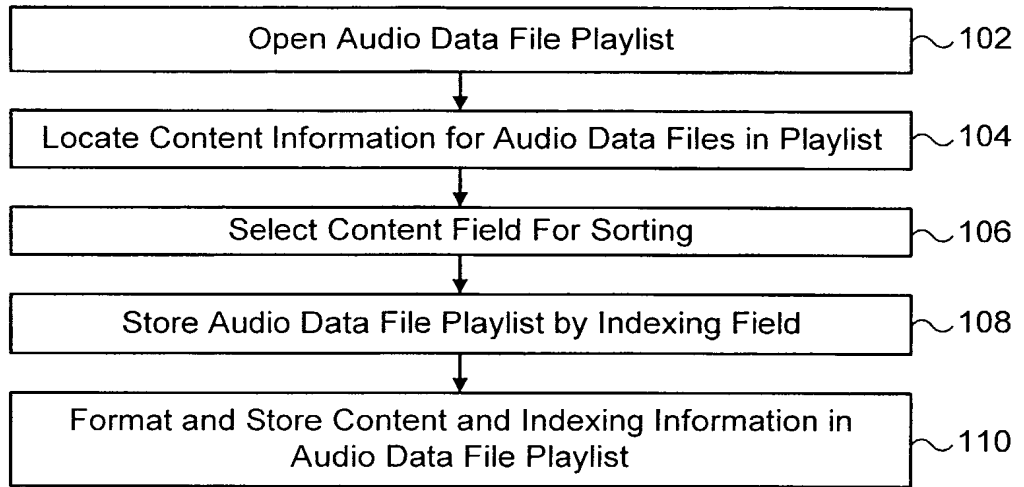 Open Audio Data File Playlist 102
Locate Content Information for Audio Data Files in Playlist 104
Select Content Field For Sorting 106
Store Audio Data File Playlist by Indexing Field 108
Format and Store Content and Indexing Information in
Audio Data File Playlist 110